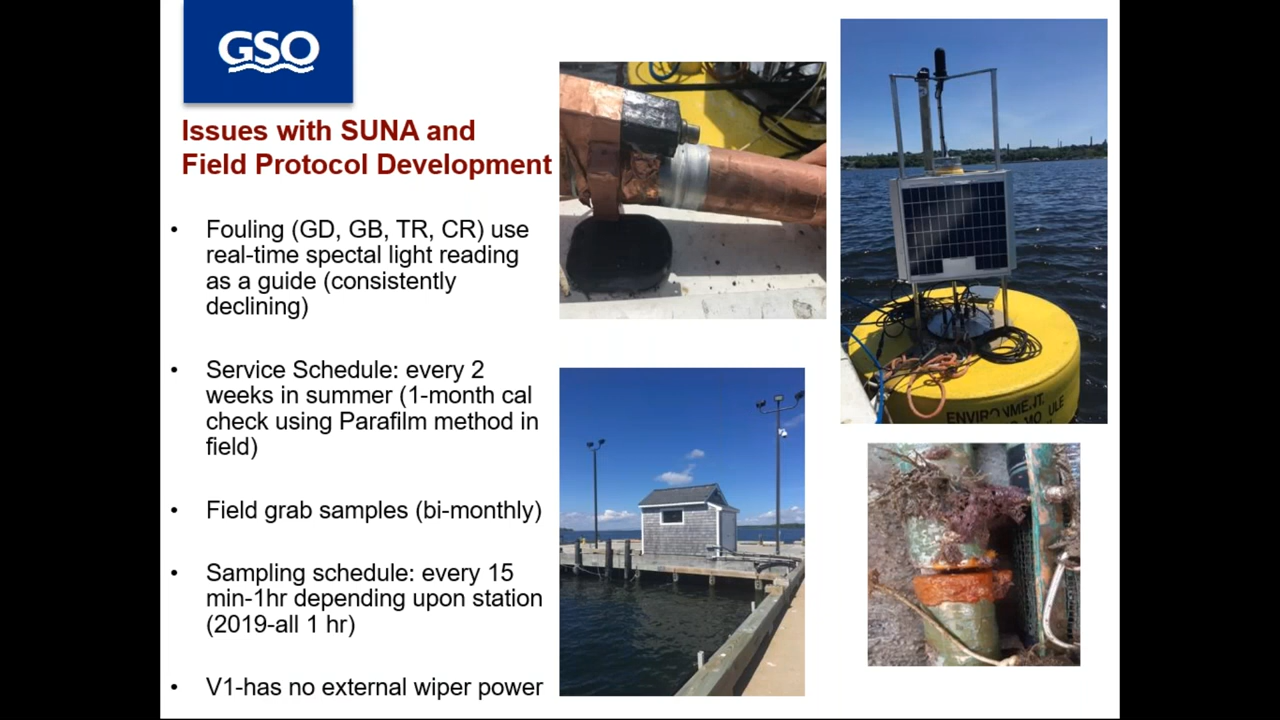 GSO
Issues with SUNA and
Field Protocol Development
• Fouling (GD, GB, TR, CR) use
real-time spectal light reading
as a guide (consistently
declining)
• Service Schedule: every 2
weeks in summer (1-month cal
check using Parafilm method in
field)
• Field grab samples (bi-monthly)
• Sampling schedule: every 15
min-1hr depending upon station
(2019-all 1 hr)
• V1-has no external wiper power